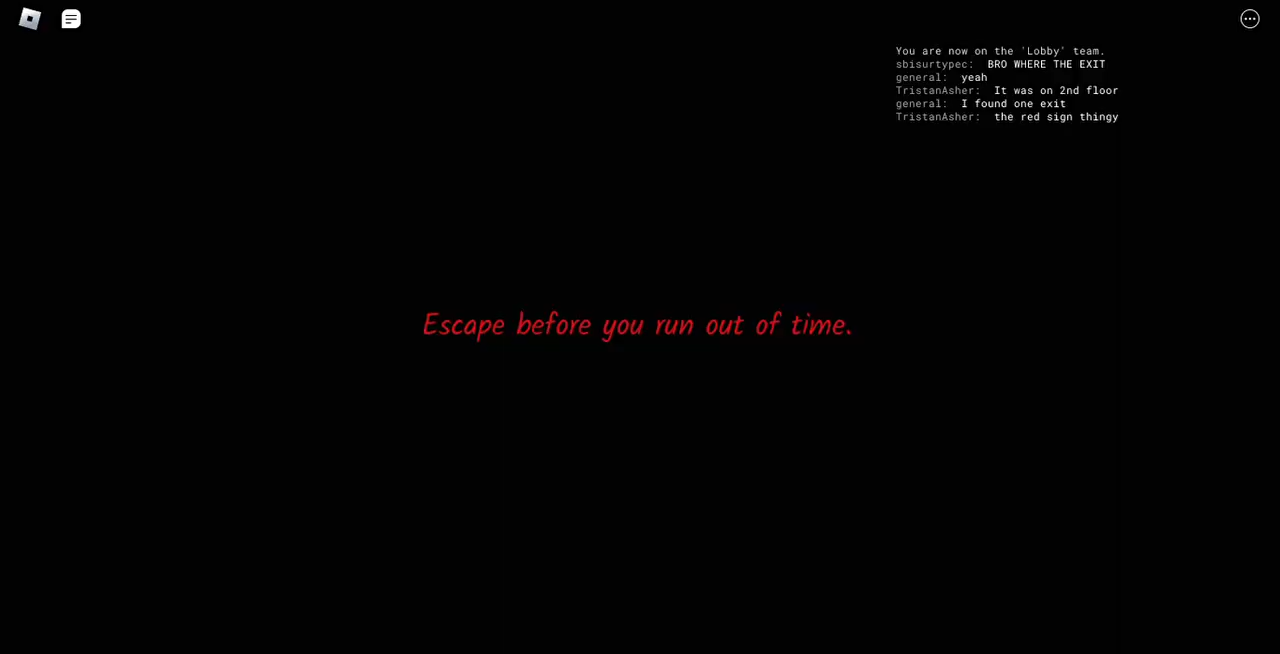 You are now on the 'Lobby' team.
sbisurtypec: BRO WHERE THE EXIT
general: yeah
TristanAsher: It was on 2nd floor
general: I found one exit
TristanAsher: the red sign thingy
Escape before you run out of time.